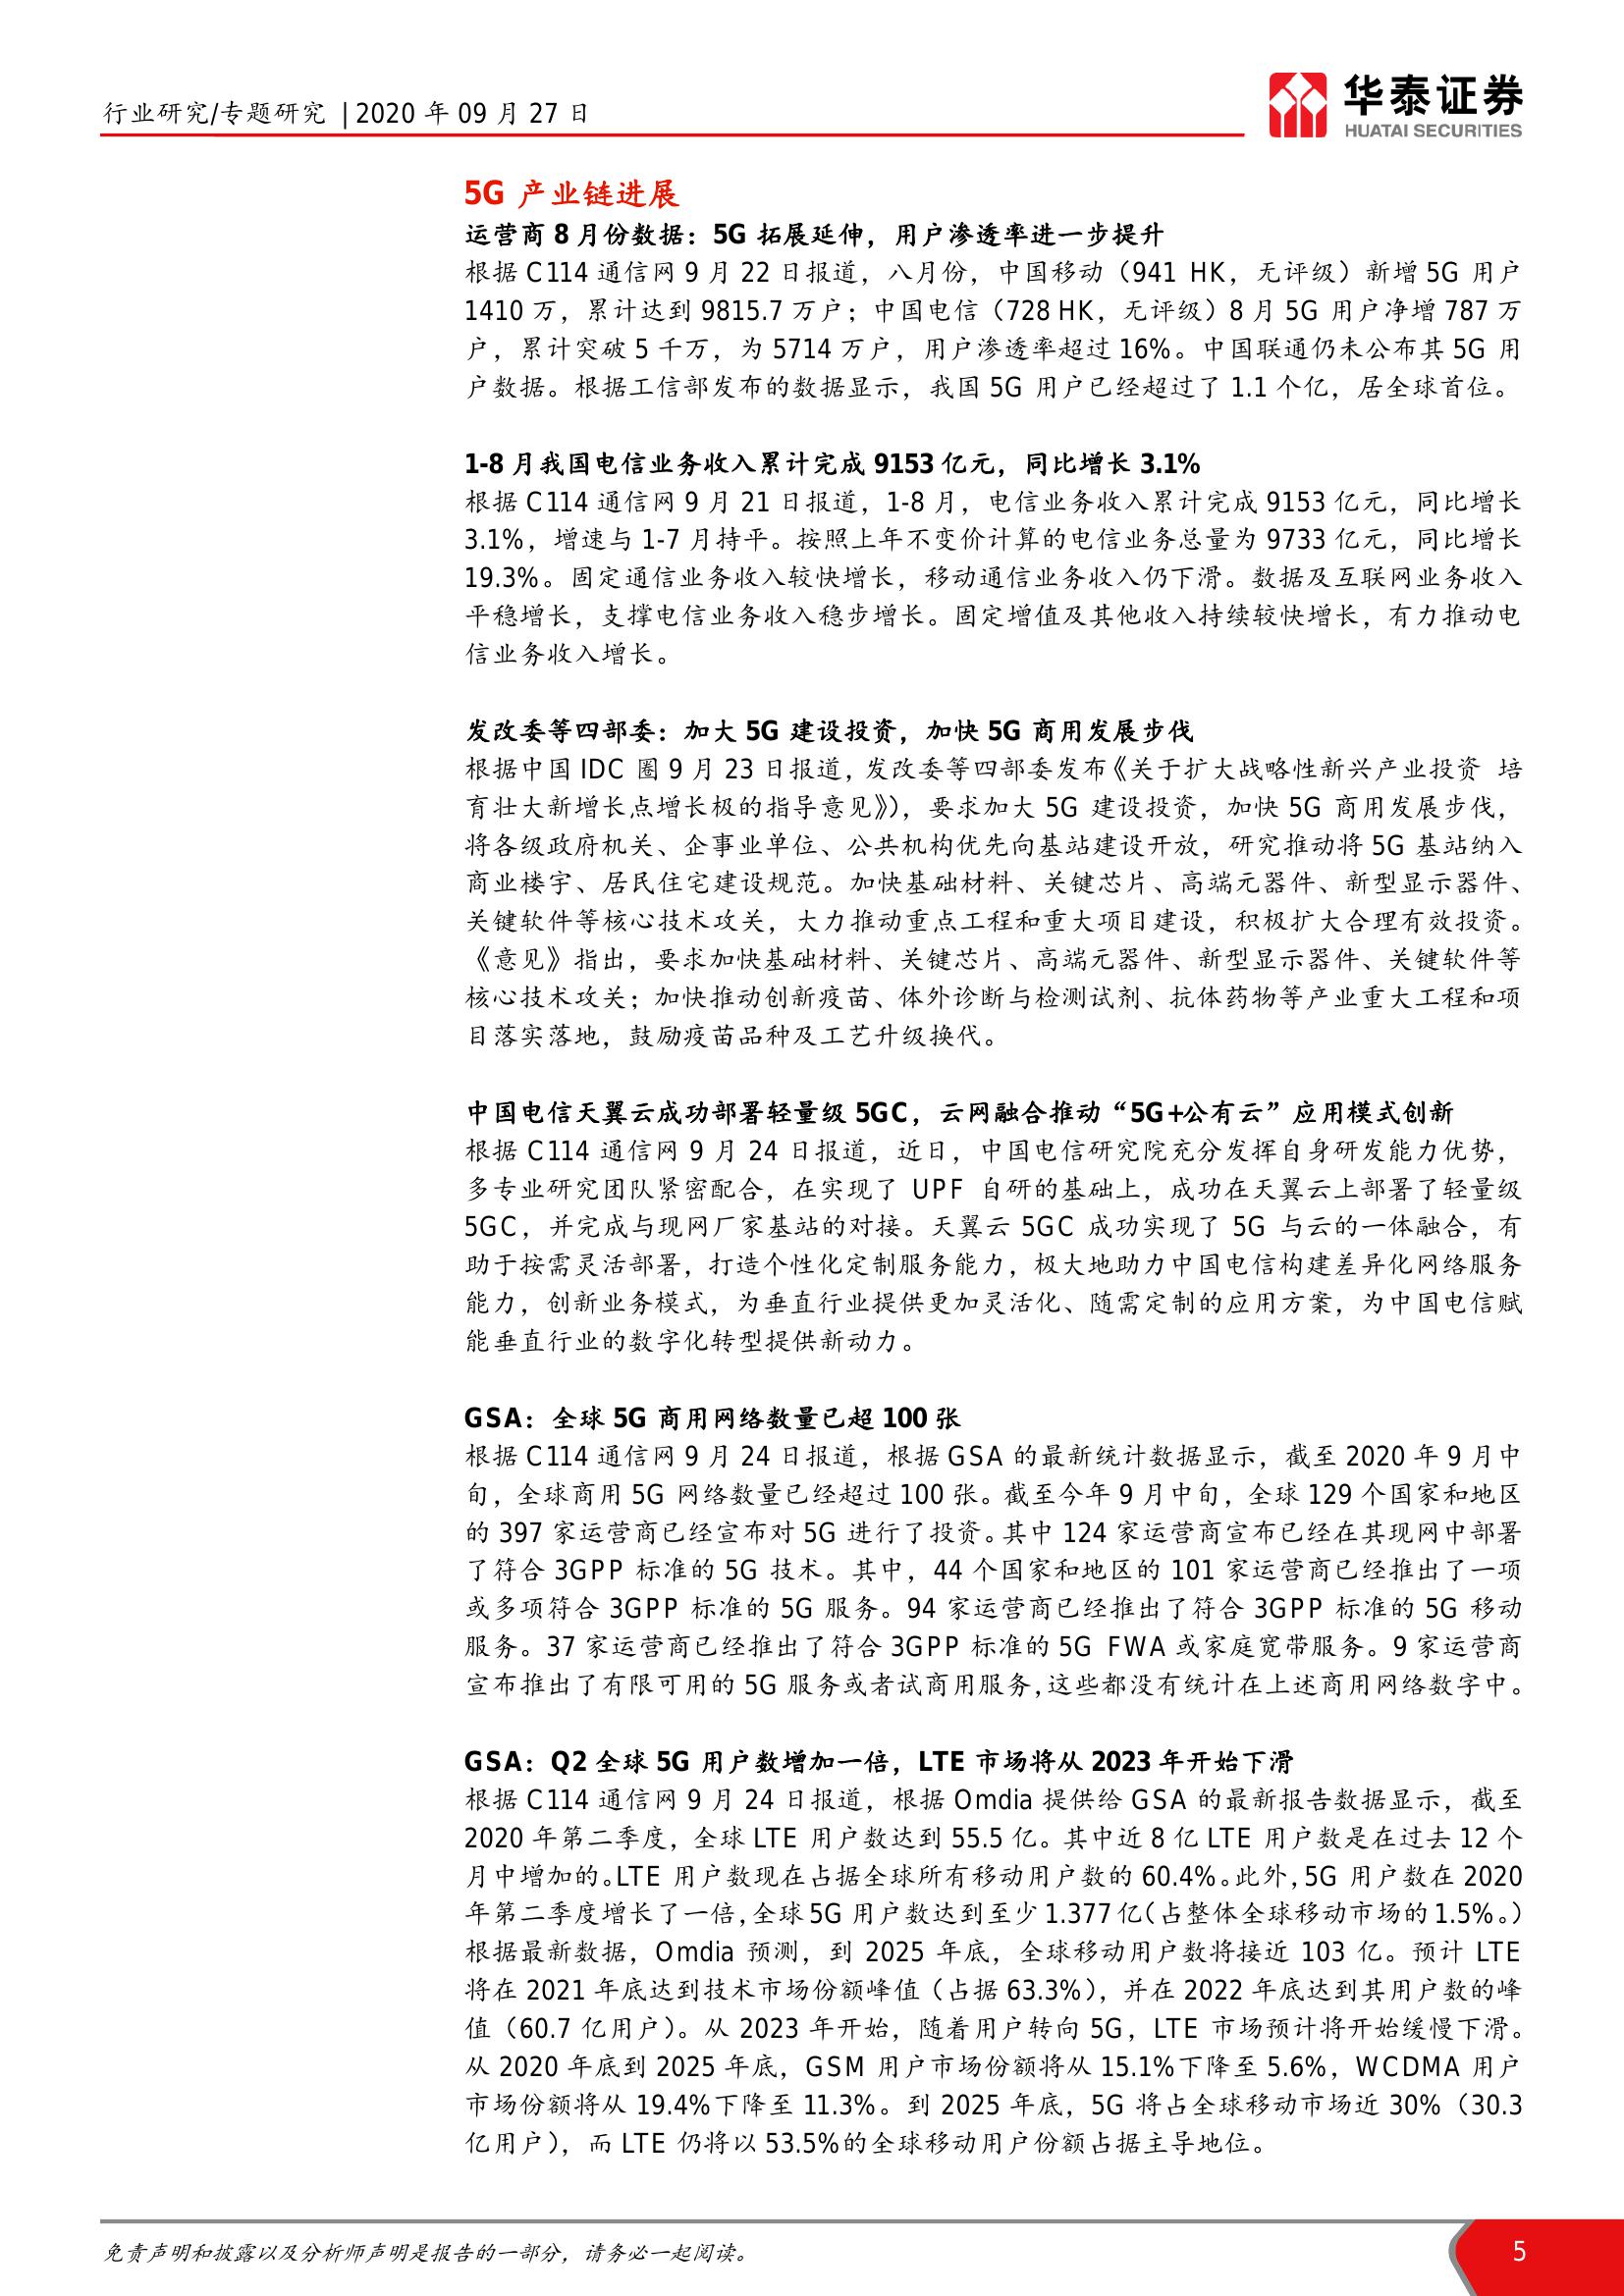 行业研究/专题研究 | 2020 年 09 月 27 日
华泰证券
HUATAI SECURITIES
5G 产业链进展
运营商 8 月份数据：5G 拓展延伸，用户渗透率进一步提升
根据 C114 通信网 9 月 22 日报道，八月份，中国移动（941 HK，无评级）新增 5G 用户
1410 万，累计达到 9815.7 万户；中国电信（728 HK，无评级）8 月 5G 用户净增 787 万
户，累计突破 5 千万，为 5714 万户，用户渗透率超过 16%。中国联通仍未公布其 5G 用
户数据。根据工信部发布的数据显示，我国 5G 用户已经超过了 1.1 个亿，居全球首位。
1-8 月我国电信业务收入累计完成 9153 亿元，同比增长 3.1%
根据 C114 通信网 9 月 21 日报道，1-8 月，电信业务收入累计完成 9153 亿元，同比增长
3.1%，增速与 1-7 月持平。按照上年不变价计算的电信业务总量为 9733 亿元，同比增长
19.3%。固定通信业务收入较快增长，移动通信业务收入仍下滑。数据及互联网业务收入
平稳增长，支撑电信业务收入稳步增长。固定增值及其他收入持续较快增长，有力推动电
信业务收入增长。
发改委等四部委：加大 5G 建设投资，加快 5G 商用发展步伐
根据中国 IDC 圈 9 月 23 日报道，发改委等四部委发布《关于扩大战略性新兴产业投资 培
育壮大新增长点增长极的指导意见》），要求加大 5G 建设投资，加快 5G 商用发展步伐，
将各级政府机关、企事业单位、公共机构优先向基站建设开放，研究推动将 5G 基站纳入
商业楼宇、居民住宅建设规范。加快基础材料、关键芯片、高端元器件、新型显示器件、
关键软件等核心技术攻关，大力推动重点工程和重大项目建设，积极扩大合理有效投资。
《意见》指出，要求加快基础材料、关键芯片、高端元器件、新型显示器件、关键软件等
核心技术攻关；加快推动创新疫苗、体外诊断与检测试剂、抗体药物等产业重大工程和项
目落实落地，鼓励疫苗品种及工艺升级换代。
中国电信天翼云成功部署轻量级 5GC，云网融合推动“5G+公有云”应用模式创新
根据 C114 通信网 9 月 24 日报道，近日，中国电信研究院充分发挥自身研发能力优势，
多专业研究团队紧密配合，在实现了 UPF 自研的基础上，成功在天翼云上部署了轻量级
5GC，并完成与现网厂家基站的对接。天翼云 5GC 成功实现了 5G 与云的一体融合，有
助于按需灵活部署，打造个性化定制服务能力，极大地助力中国电信构建差异化网络服务
能力，创新业务模式，为垂直行业提供更加灵活化、随需定制的应用方案，为中国电信赋
能垂直行业的数字化转型提供新动力。
GSA：全球 5G 商用网络数量已超 100 张
根据 C114 通信网 9 月 24 日报道，根据 GSA 的最新统计数据显示，截至 2020 年 9 月中
旬，全球商用 5G 网络数量已经超过 100 张。截至今年 9 月中旬，全球 129 个国家和地区
的 397 家运营商已经宣布对 5G 进行了投资。其中 124 家运营商宣布已经在其现网中部署
了符合 3GPP 标准的 5G 技术。其中，44 个国家和地区的 101 家运营商已经推出了一项
或多项符合 3GPP 标准的 5G 服务。94 家运营商已经推出了符合 3GPP 标准的 5G 移动
服务。37 家运营商已经推出了符合 3GPP 标准的 5G FWA 或家庭宽带服务。9 家运营商
宣布推出了有限可用的 5G 服务或者试商用服务，这些都没有统计在上述商用网络数字中。
GSA：Q2 全球 5G 用户数增加一倍，LTE 市场将从 2023 年开始下滑
根据 C114 通信网 9 月 24 日报道，根据 Omdia 提供给 GSA 的最新报告数据显示，截至
2020 年第二季度，全球 LTE 用户数达到 55.5 亿。其中近 8 亿 LTE 用户数是在过去 12 个
月中增加的。LTE 用户数现在占据全球所有移动用户数的 60.4%。此外，5G 用户数在 2020
年第二季度增长了一倍，全球 5G 用户数达到至少 1.377 亿（占整体全球移动市场的 1.5%。）
根据最新数据，Omdia 预测，到 2025 年底，全球移动用户数将接近 103 亿。预计 LTE
将在 2021 年底达到技术市场份额峰值（占据 63.3%），并在 2022 年底达到其用户数的峰
值（60.7 亿用户）。从 2023 年开始，随着用户转向 5G，LTE 市场预计将开始缓慢下滑。
从 2020 年底到 2025 年底，GSM 用户市场份额将从 15.1%下降至 5.6%，WCDMA 用户
市场份额将从 19.4%下降至 11.3%。到 2025 年底，5G 将占全球移动市场近 30%（30.3
亿用户），而 LTE 仍将以 53.5%的全球移动用户份额占据主导地位。
免责声明和披露以及分析师声明是报告的一部分，请务必一起阅读。
5